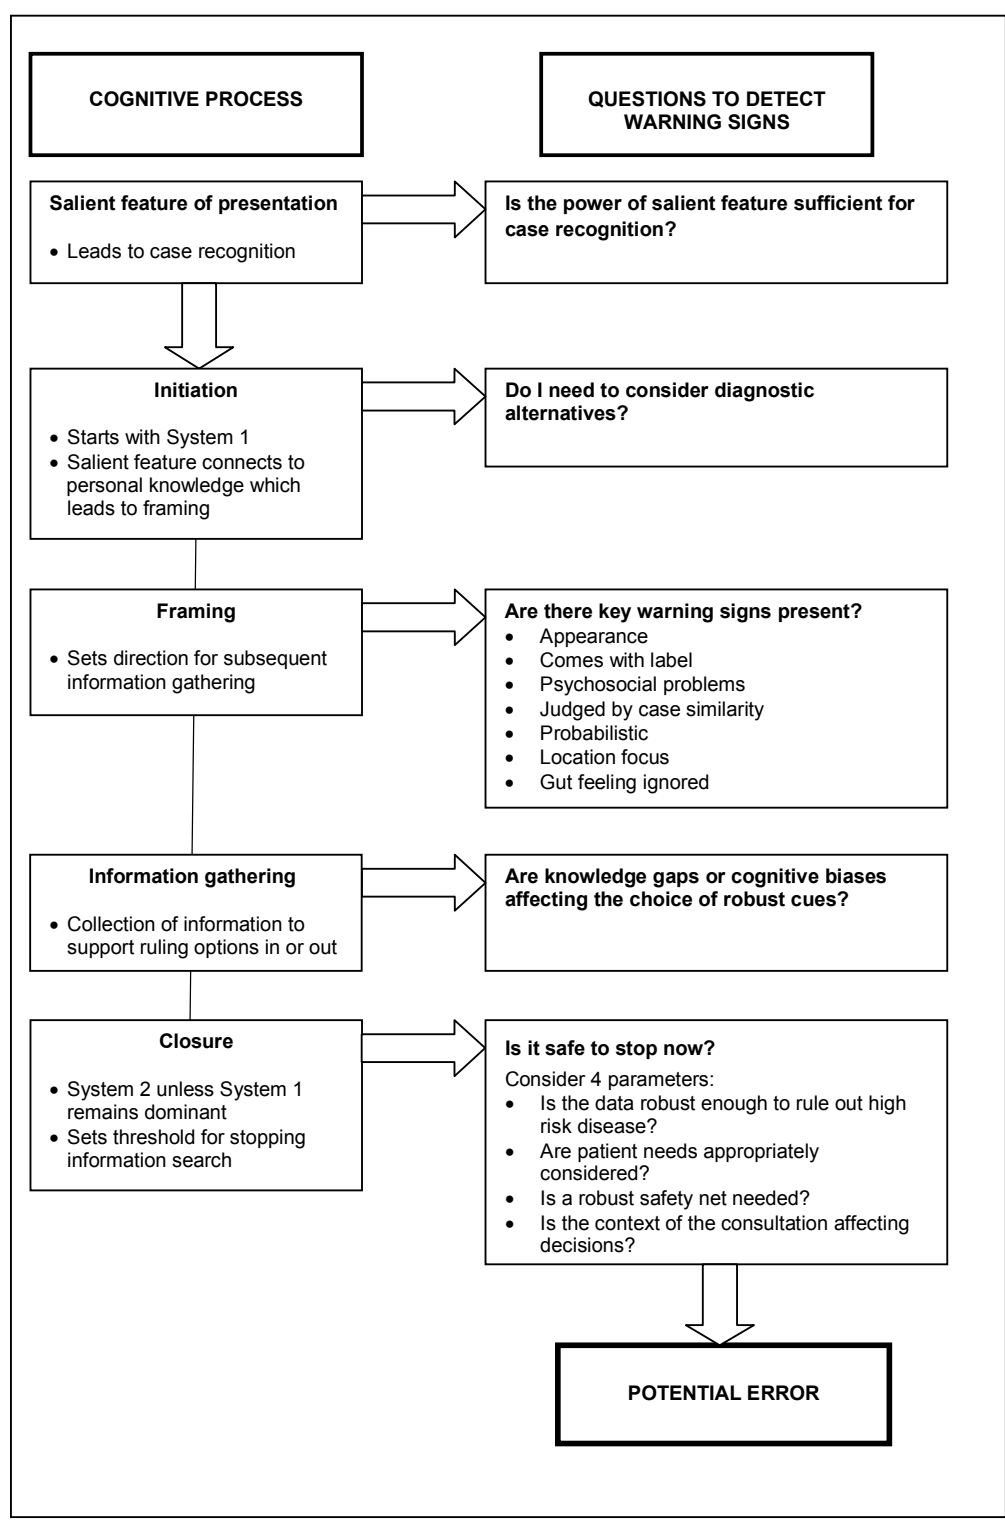 COGNITIVE PROCESS
QUESTIONS TO DETECT
WARNING SIGNS
Salient feature of presentation
• Leads to case recognition
Is the power of salient feature sufficient for
case recognition?
Initiation
• Starts with System 1
• Salient feature connects to
personal knowledge which
leads to framing
Do I need to consider diagnostic
alternatives?
Framing
• Sets direction for subsequent
information gathering
Are there key warning signs present?
• Appearance
• Comes with label
• Psychosocial problems
• Judged by case similarity
• Probabilistic
• Location focus
• Gut feeling ignored
Information gathering
• Collection of information to
support ruling options in or out
Are knowledge gaps or cognitive biases
affecting the choice of robust cues?
Closure
• System 2 unless System 1
remains dominant
• Sets threshold for stopping
information search
Is it safe to stop now?
Consider 4 parameters:
• Is the data robust enough to rule out high
risk disease?
• Are patient needs appropriately
considered?
• Is a robust safety net needed?
• Is the context of the consultation affecting
decisions?
POTENTIAL ERROR